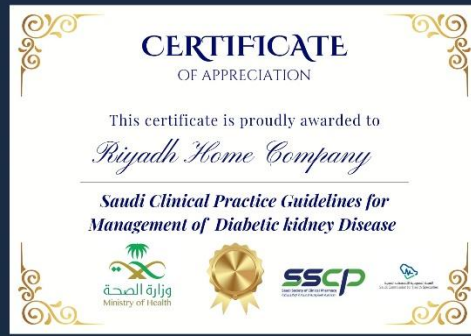 CERTIFICATE
OF APPRECIATION
This certificate is proudly awarded to
Riyadh Home Company
Saudi Clinical Practice Guidelines for
Management of Diabetic kidney Disease
وزارة الصحة
Ministry of Health
SSCP